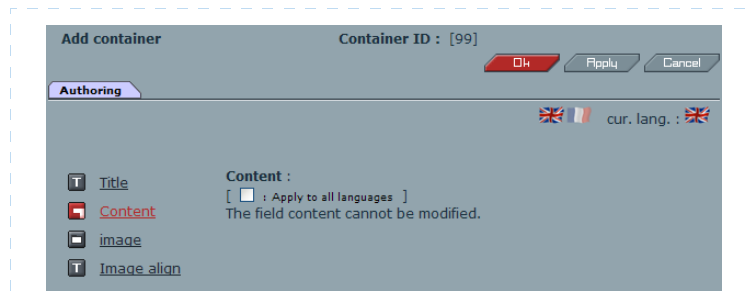 Add container Container ID : [99]
Ok Apply Cancel
Authoring
cur. lang. :
Title
Content
image
Image align
Content :
[ : Apply to all languages ]
The field content cannot be modified.